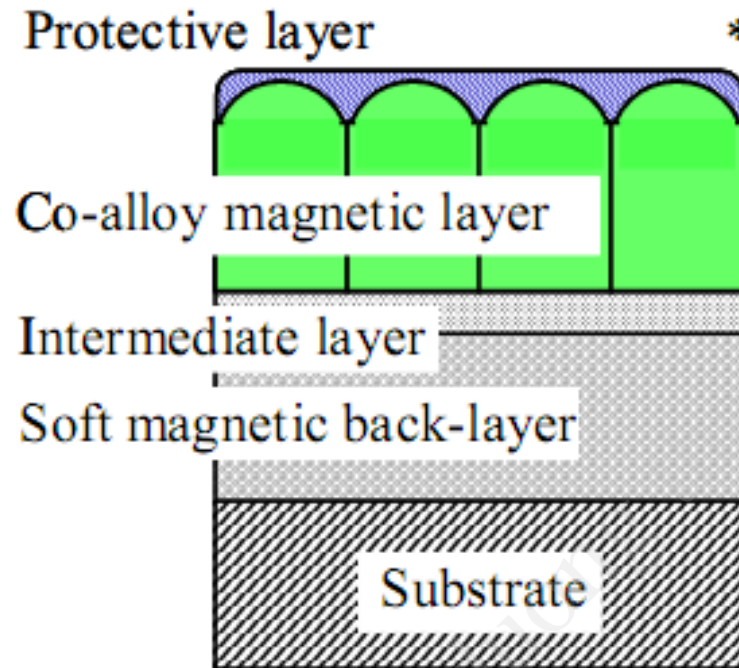 Protective layer *
Co-alloy magnetic layer
Intermediate layer
Soft magnetic back-layer
Substrate